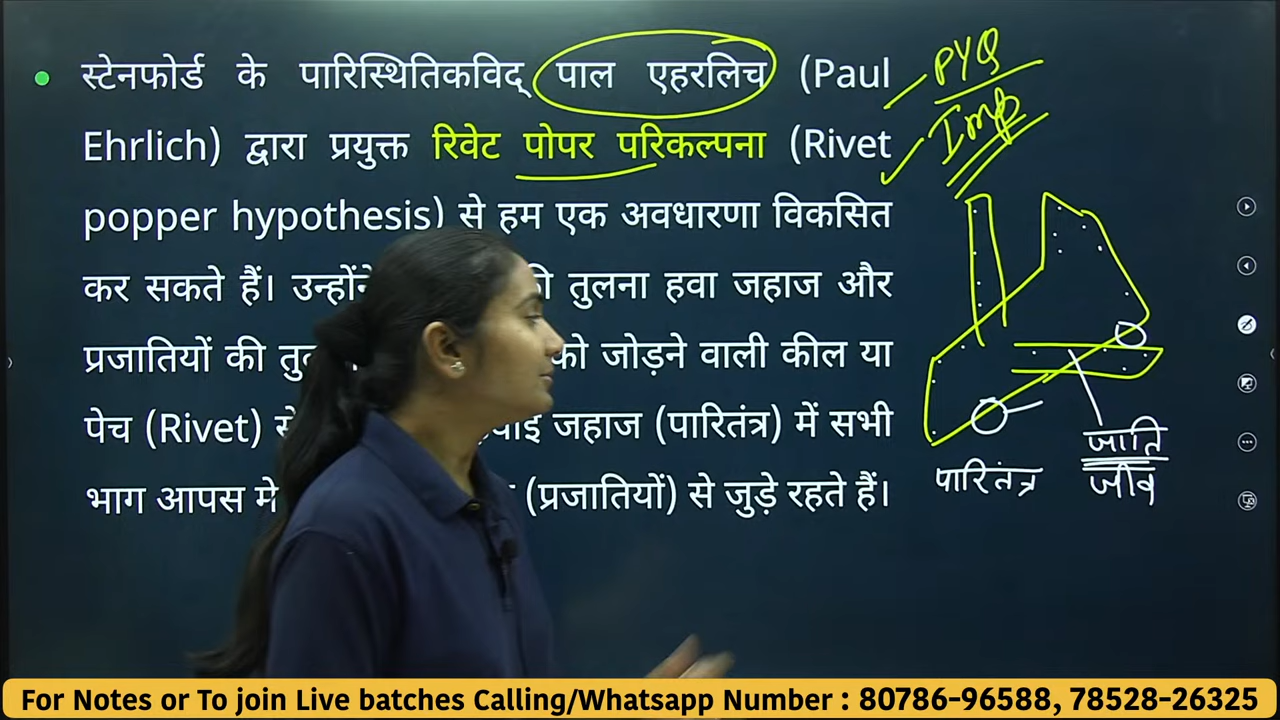 स्टेनफोर्ड के पारिस्थितिकविद् पाल एहरलिच (Paul
Ehrlich) द्वारा प्रयुक्त रिवेट पोपर परिकल्पना (Rivet
popper hypothesis) से हम एक अवधारणा विकसित
कर सकते हैं। उन्होंने तुलना हवा जहाज और
प्रजातियों की को जोड़ने वाली कील या
पेच (Rivet) जहाज (पारितंत्र) में सभी
भाग आपस में (प्रजातियों) से जुड़े रहते हैं।
PYQ
Imp
पारितंत्र
जाति
जीव
For Notes or To join Live batches Calling/Whatsapp Number : 80786-96588, 78528-26325